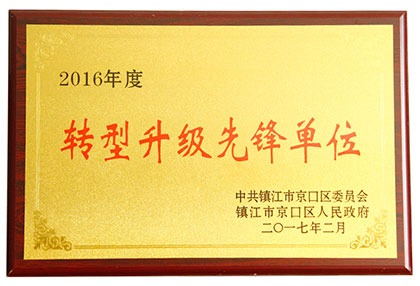 2016年度
转型升级先锋单位
中共镇江市京口区委员会
镇江市京口区人民政府
二〇一七年二月